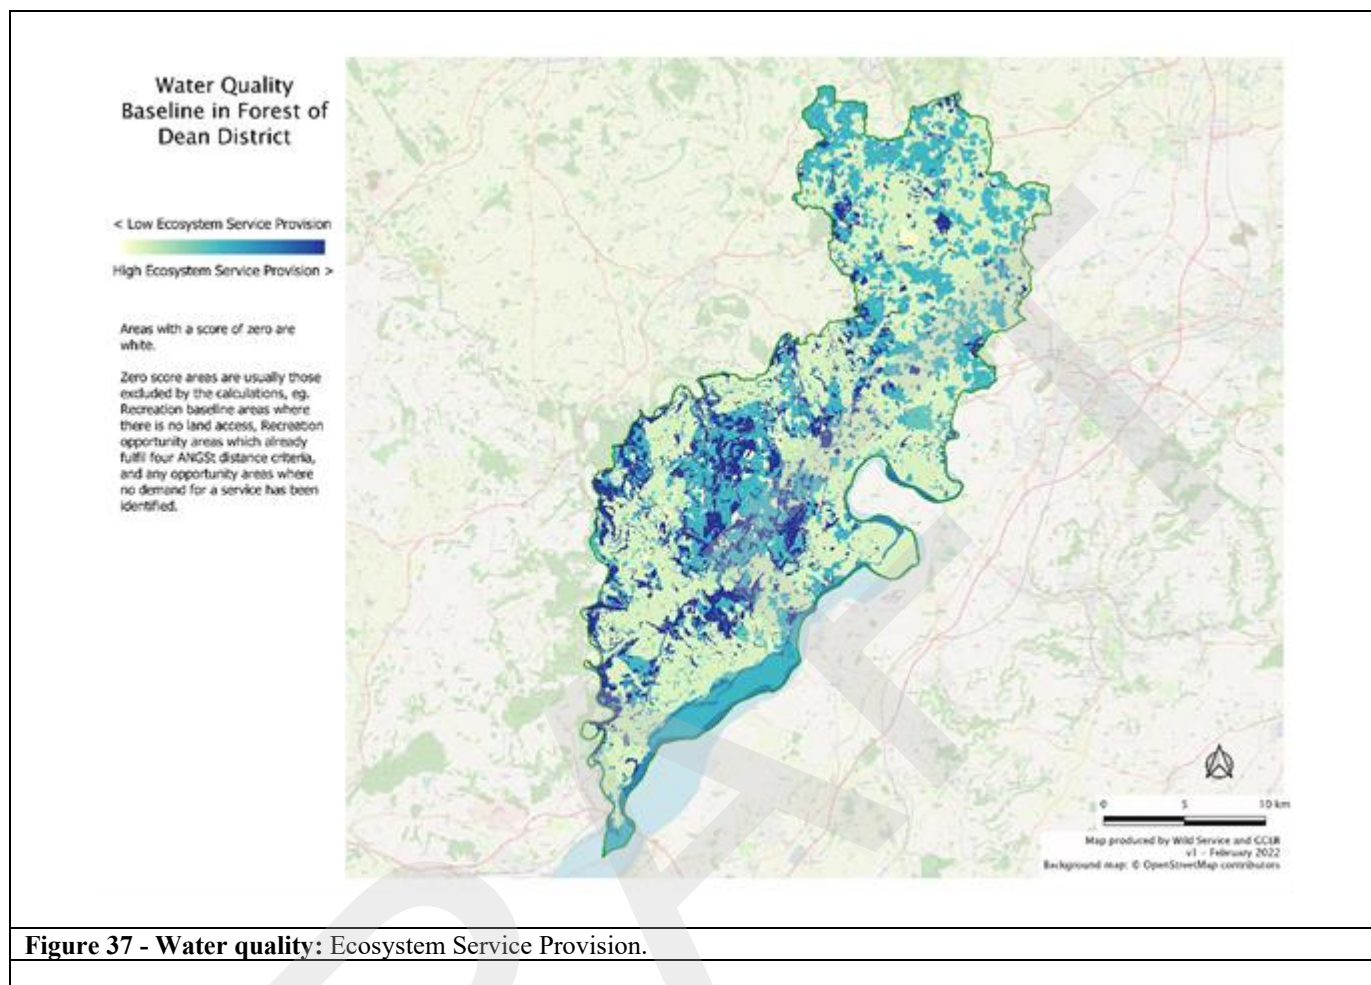 Water Quality
Baseline in Forest of
Dean District
< Low Ecosystem Service Provision
High Ecosystem Service Provision >
Areas with a score of zero are
white.
Zero score areas are usually those
excluded by the calculations, eg.
Recreation baseline areas where
there is no land access, Recreation
opportunity areas which already
fulfil four ANGSt distance criteria,
and any opportunity areas where
no demand for a service has been
identified.
0 5 10 km
Map produced by Wild Service and GCER
v1 - February 2022
Background map: © OpenStreetMap contributors
Figure 37 - Water quality: Ecosystem Service Provision.